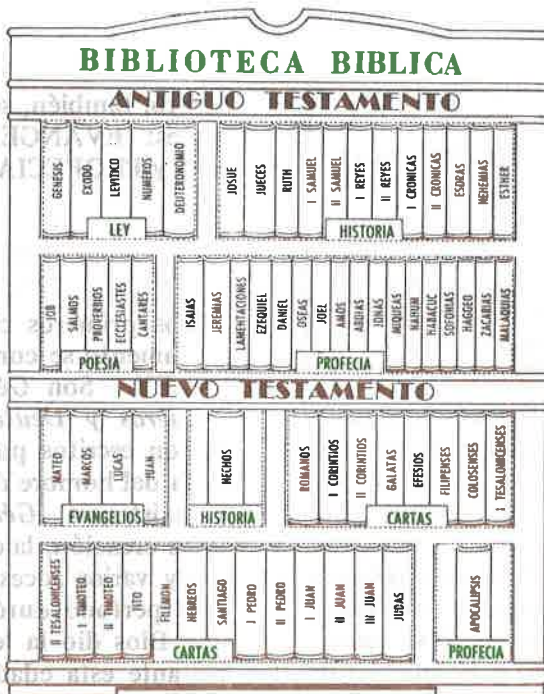 BIBLIOTECA BIBLICA
ANTIGUO TESTAMENTO
GENESIS
EXODO
LEVITICO
NUMEROS
DEUTERONOMIO
LEY
JOSUE
JUECES
RUTH
I SAMUEL
II SAMUEL
I REYES
II REYES
I CRONICAS
II CRONICAS
ESDRAS
NEHEMIAS
ESTHER
HISTORIA
JOB
SALMOS
PROVERBIOS
ECCLESIASTES
CANTARES
POESIA
ISAIAS
JEREMIAS
LAMENTACIONES
EZEQUIEL
DANIEL
OSEAS
JOEL
AMOS
ABDIAS
JONAS
MIQUEAS
NAHUM
HABACUC
SOFONIAS
HAGGEO
ZACARIAS
MALAQUIAS
PROFECIA
NUEVO TESTAMENTO
MATEO
MARCOS
LUCAS
JUAN
EVANGELIOS
HECHOS
HISTORIA
ROMANOS
I CORINTIOS
II CORINTIOS
GALATAS
EFESIOS
FILIPENSES
COLOSENSES
I TESALONICENSES
CARTAS
II TESALONICENSES
I TIMOTEO
II TIMOTEO
TITO
FILEMON
HEBREOS
SANTIAGO
I PEDRO
II PEDRO
I JUAN
II JUAN
III JUAN
JUDAS
CARTAS
APOCALIPSIS
PROFECIA